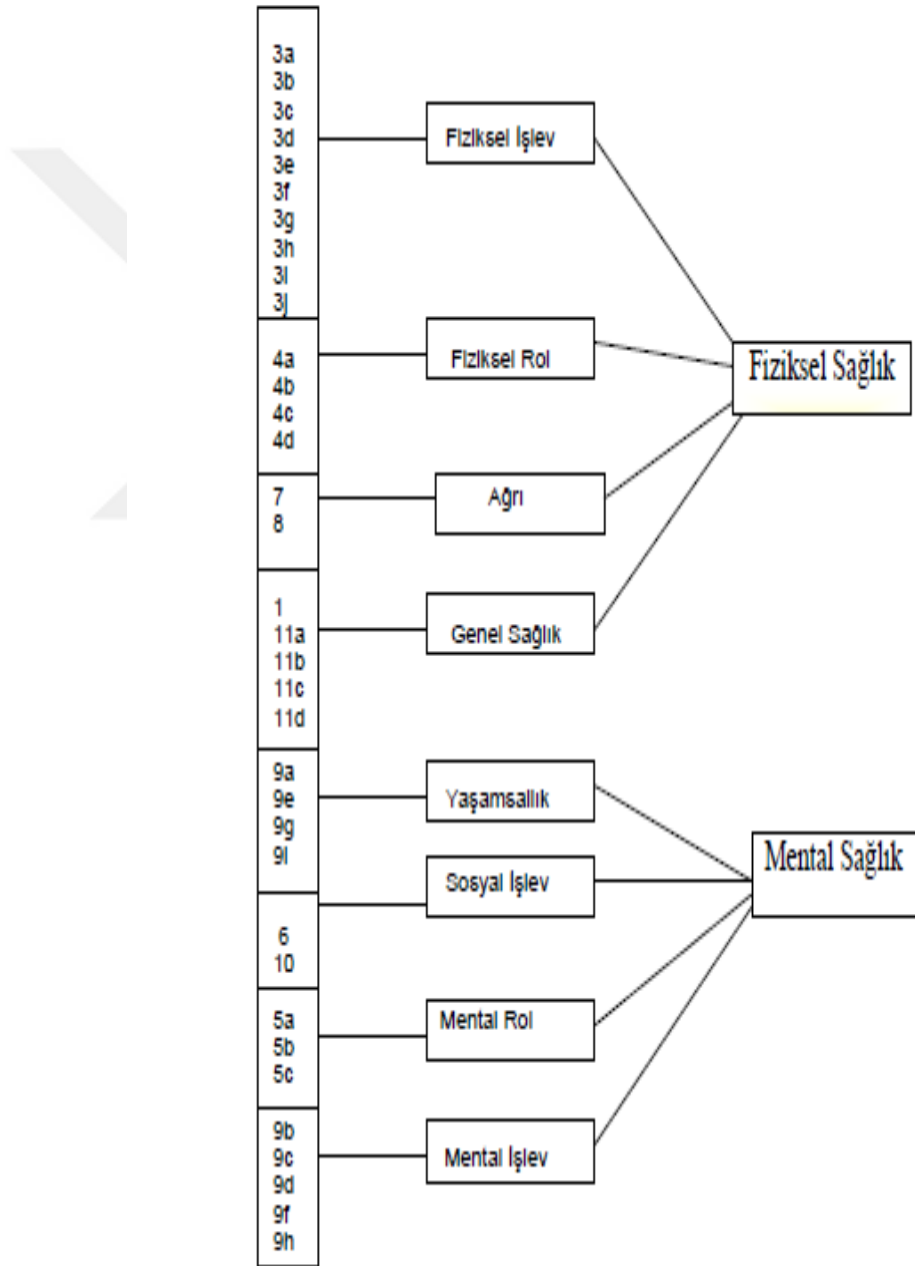 3a
3b
3c
3d
3e
3f
3g
3h
3I
3j
Fiziksel İşlev
4a
4b
4c
4d
Fiziksel Rol
Fiziksel Sağlık
7
8
Ağrı
1
11a
11b
11c
11d
Genel Sağlık
9a
9e
9g
9I
Yaşamsallık
Sosyal İşlev
Mental Sağlık
6
10
5a
5b
5c
Mental Rol
9b
9c
9d
9f
9h
Mental İşlev